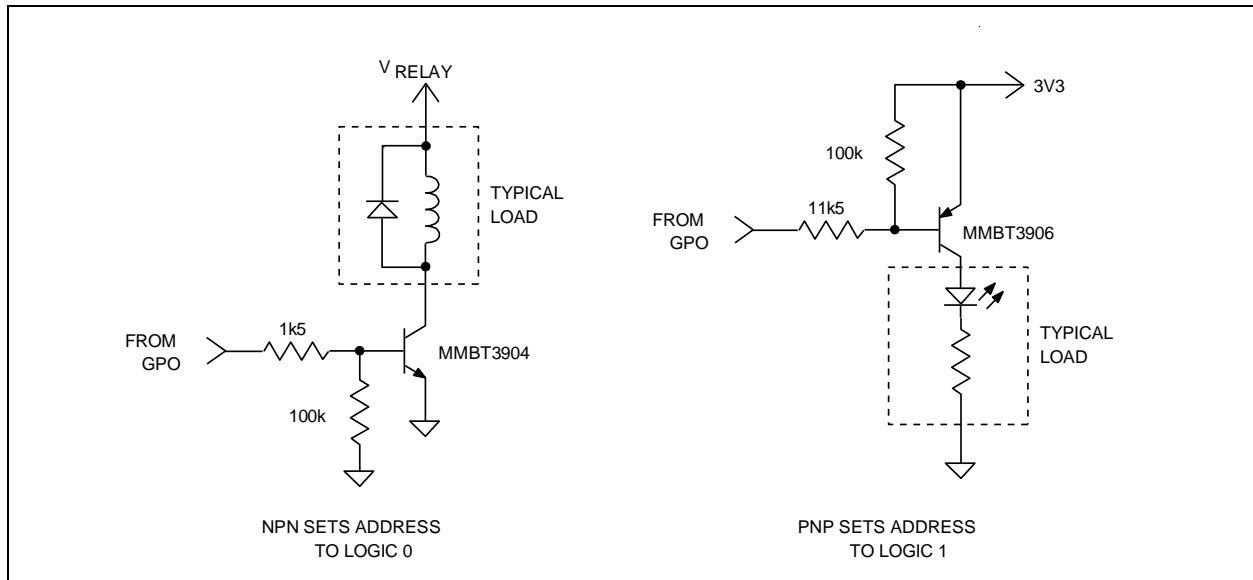 V RELAY
TYPICAL
LOAD
1k5
FROM
GPO
MMBT3904
100k
NPN SETS ADDRESS
TO LOGIC 0
3V3
100k
11k5
FROM
GPO
MMBT3906
TYPICAL
LOAD
PNP SETS ADDRESS
TO LOGIC 1